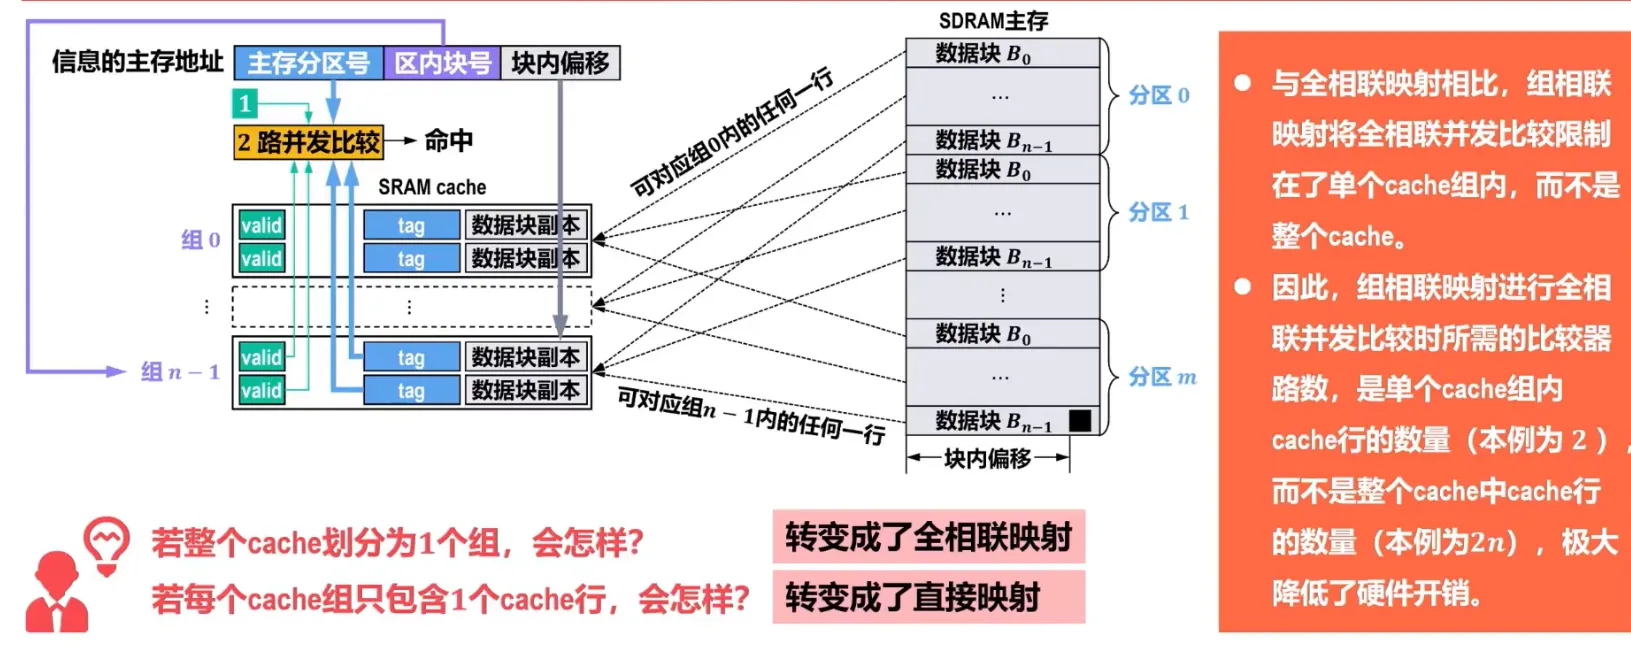 信息的主存地址
主存分区号 区内块号 块内偏移
1
2 路并发比较
命中
SRAM cache
组 0
valid tag 数据块副本
valid tag 数据块副本
⋮ ⋮
组 n − 1
valid tag 数据块副本
valid tag 数据块副本
可对应组0内的任何一行
可对应组n − 1内的任何一行
SDRAM主存
数据块 B₀
…
数据块 Bₙ₋₁
分区 0
数据块 B₀
…
数据块 Bₙ₋₁
分区 1
⋮
数据块 B₀
…
数据块 Bₙ₋₁
分区 m
块内偏移
若整个cache划分为1个组，会怎样？
转变成了全相联映射
若每个cache组只包含1个cache行，会怎样？
转变成了直接映射
● 与全相联映射相比，组相联
映射将全相联并发比较限制
在了单个cache组内，而不是
整个cache。
● 因此，组相联映射进行全相
联并发比较时所需的比较器
路数，是单个cache组内
cache行的数量（本例为 2 ），
而不是整个cache中cache行
的数量（本例为2n），极大
降低了硬件开销。